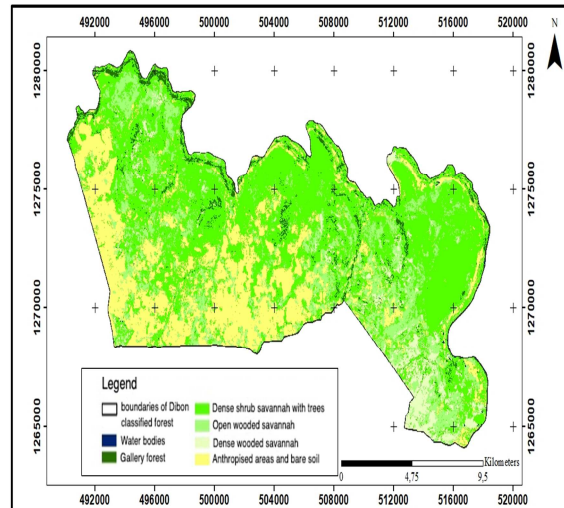 492000 496000 500000 504000 508000 512000 516000 520000
N
1280000
1280000
1275000
1275000
1270000
1270000
1265000
1265000
Legend
boundaries of Dibon
classified forest
Water bodies
Gallery forest
Dense shrub savannah with trees
Open wooded savannah
Dense wooded savannah
Anthropised areas and bare soil
Kilometers
0 4,75 9,5
492000 496000 500000 504000 508000 512000 516000 520000